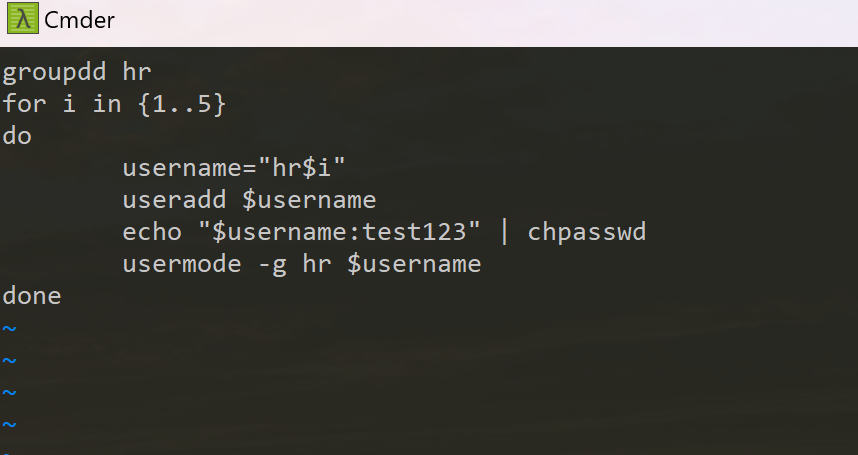 λ Cmder
groupdd hr
for i in {1..5}
do
        username="hr$i"
        useradd $username
        echo "$username:test123" | chpasswd
        usermode -g hr $username
done
~
~
~
~
~